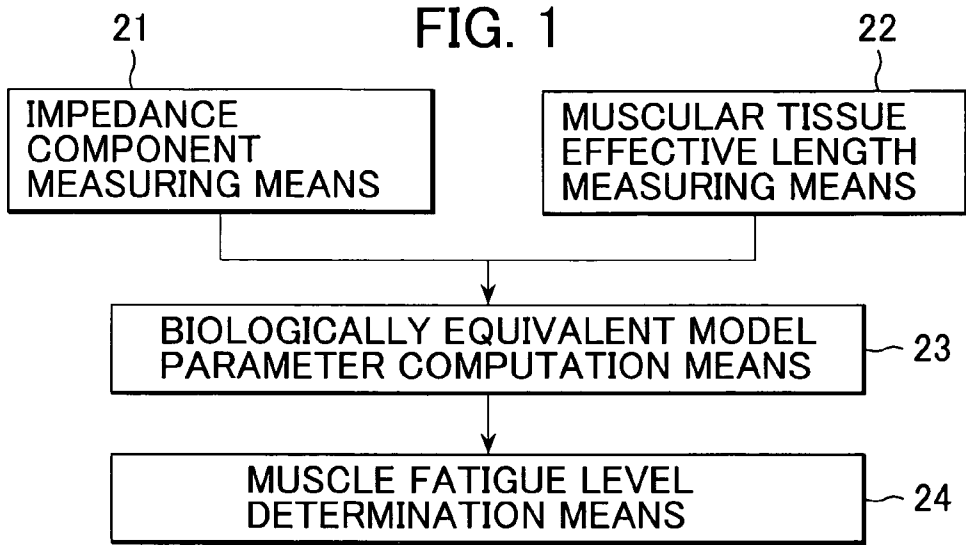 FIG. 1
21
22
IMPEDANCE
COMPONENT
MEASURING MEANS
MUSCULAR TISSUE
EFFECTIVE LENGTH
MEASURING MEANS
BIOLOGICALLY EQUIVALENT MODEL
PARAMETER COMPUTATION MEANS
23
MUSCLE FATIGUE LEVEL
DETERMINATION MEANS
24